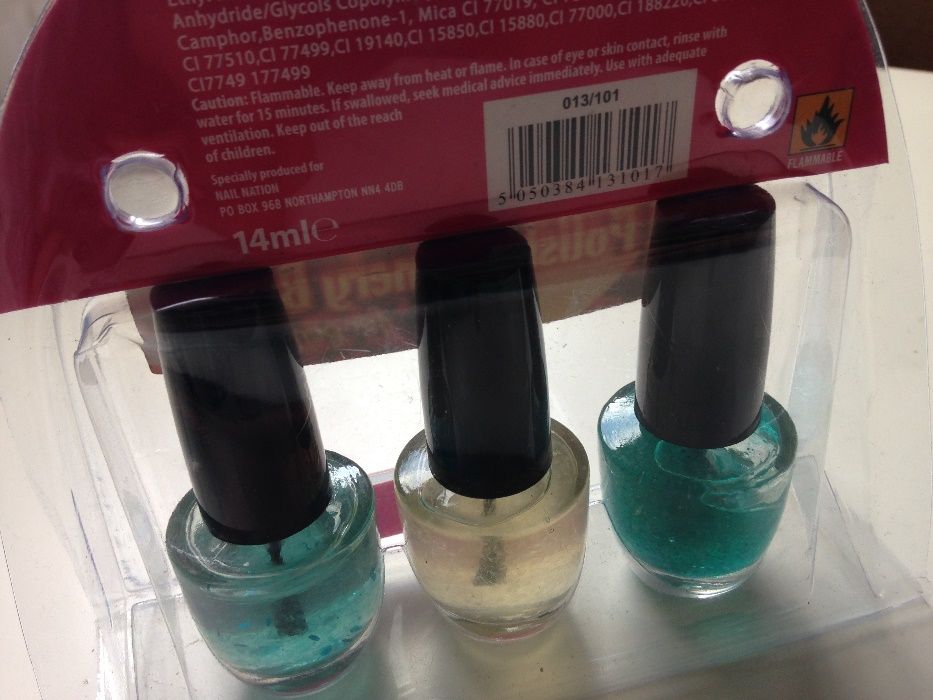 Anhydride/Glycols Copolym
Camphor,Benzophenone-1, Mica CI 77019,
CI 77510,CI 77499,CI 19140,CI 15850,CI 15880,CI 77000,CI 188220,C
CI7749 177499
Caution: Flammable. Keep away from heat or flame. In case of eye or skin contact, rinse with
water for 15 minutes. If swallowed, seek medical advice immediately. Use with adequate
ventilation. Keep out of the reach
of children.
Specially produced for
NAIL NATION
PO BOX 968 NORTHAMPTON NN4 4DB
14ml℮
013/101
5 050384 131017
FLAMMABLE
Polis